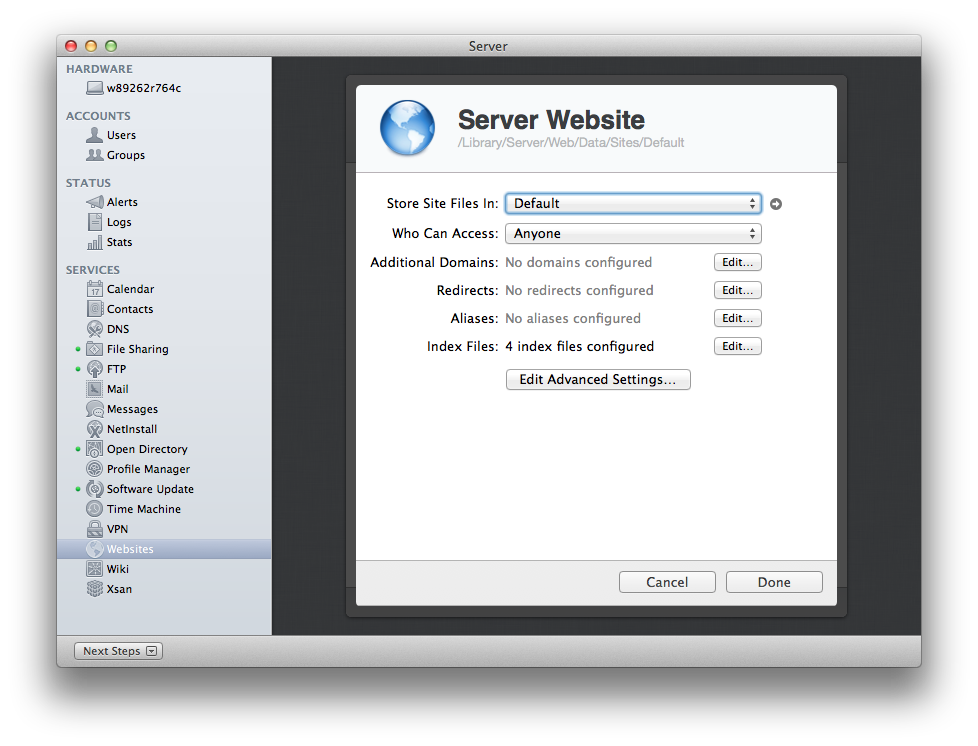 Server
HARDWARE
w89262r764c
ACCOUNTS
Users
Groups
STATUS
Alerts
Logs
Stats
SERVICES
17
Calendar
Contacts
DNS
File Sharing
FTP
Mail
Messages
NetInstall
Open Directory
Profile Manager
Software Update
Time Machine
VPN
Websites
Wiki
Xsan
Server Website
/Library/Server/Web/Data/Sites/Default
Store Site Files In: Default
Who Can Access: Anyone
Additional Domains: No domains configured Edit...
Redirects: No redirects configured Edit...
Aliases: No aliases configured Edit...
Index Files: 4 index files configured Edit...
Edit Advanced Settings...
Cancel Done
Next Steps